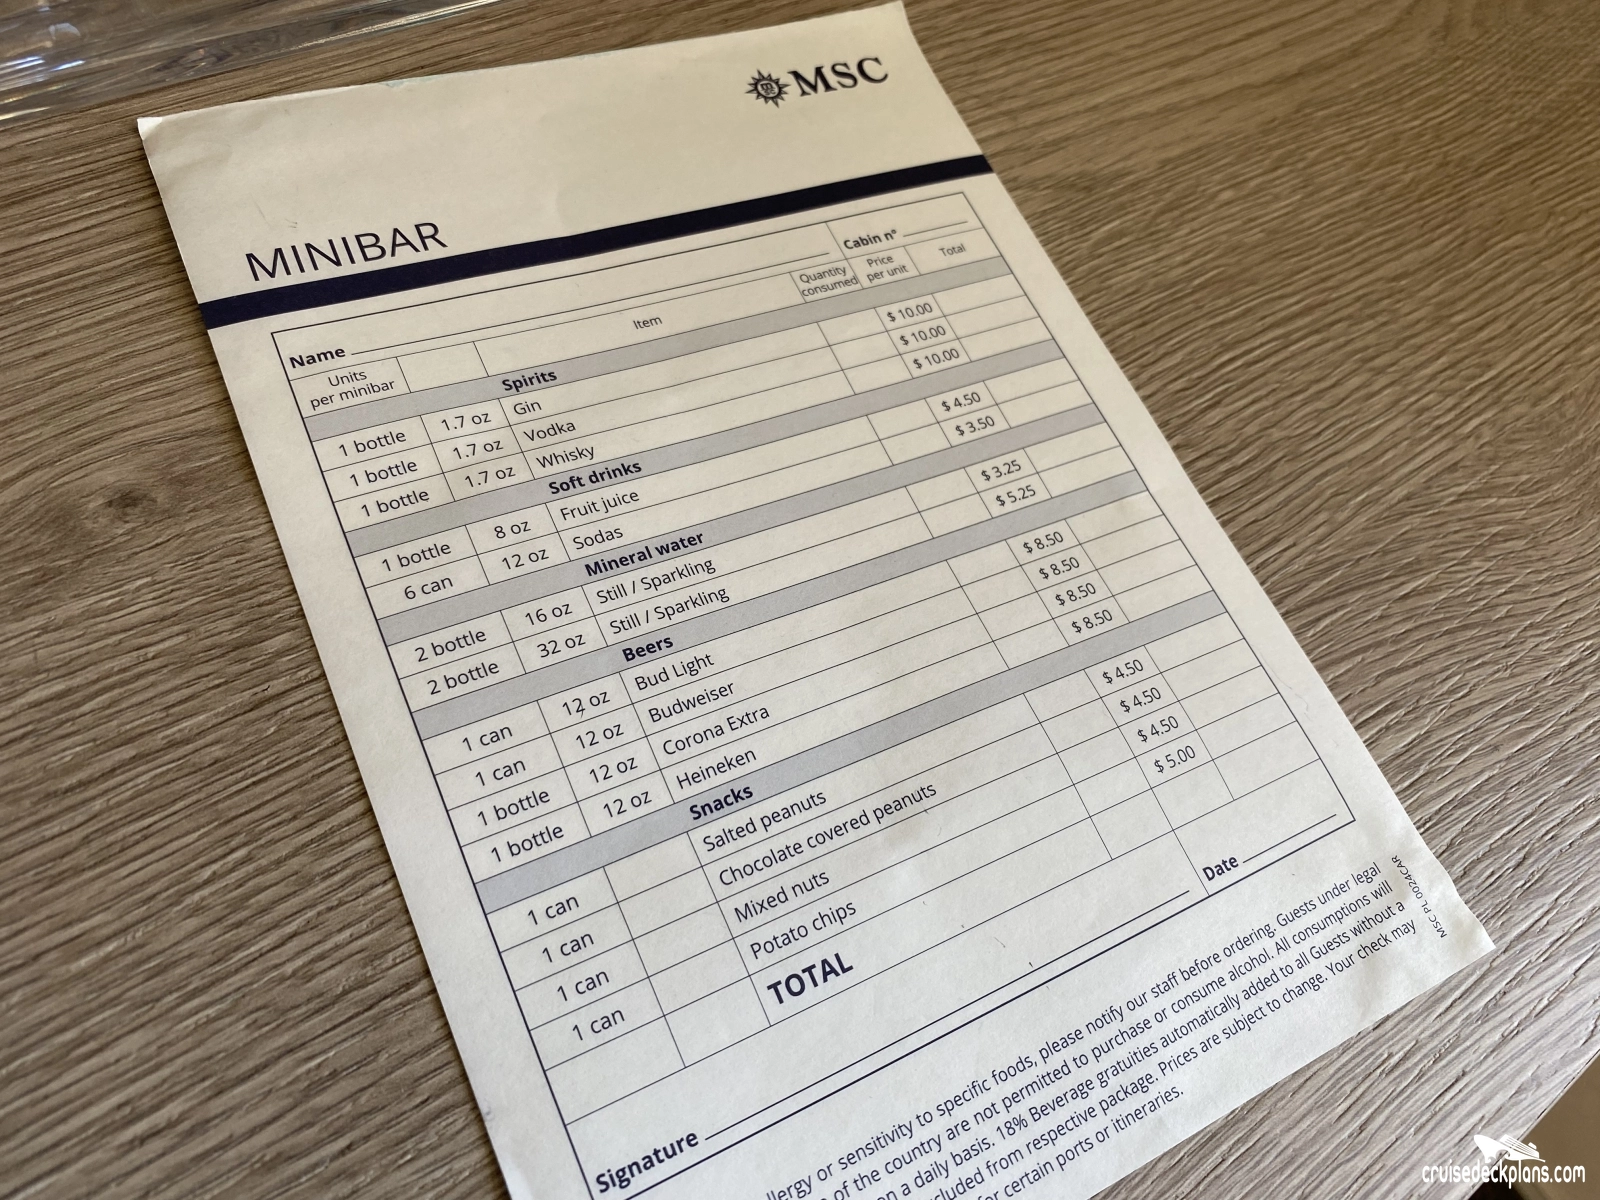 MSC
MINIBAR
Name Cabin n°
Units per minibar Item Quantity consumed Price per unit Total
Spirits
1 bottle 1.7 oz Gin $ 10.00
1 bottle 1.7 oz Vodka $ 10.00
1 bottle 1.7 oz Whisky $ 10.00
Soft drinks
1 bottle 8 oz Fruit juice $ 4.50
6 can 12 oz Sodas $ 3.50
Mineral water
2 bottle 16 oz Still / Sparkling $ 3.25
2 bottle 32 oz Still / Sparkling $ 5.25
Beers
1 can 12 oz Bud Light $ 8.50
1 can 12 oz Budweiser $ 8.50
1 bottle 12 oz Corona Extra $ 8.50
1 bottle 12 oz Heineken $ 8.50
Snacks
1 can Salted peanuts $ 4.50
1 can Chocolate covered peanuts $ 4.50
1 can Mixed nuts $ 4.50
1 can Potato chips $ 5.00
TOTAL
Signature Date
or sensitivity to specific foods, please notify our staff before ordering. Guests under legal
of the country are not permitted to purchase or consume alcohol. All consumptions will
on a daily basis. 18% Beverage gratuities automatically added to all Guests without a
from respective package. Prices are subject to change. Your check may
for certain ports or itineraries.
MSC PL 0024CAR
cruisedeckplans.com